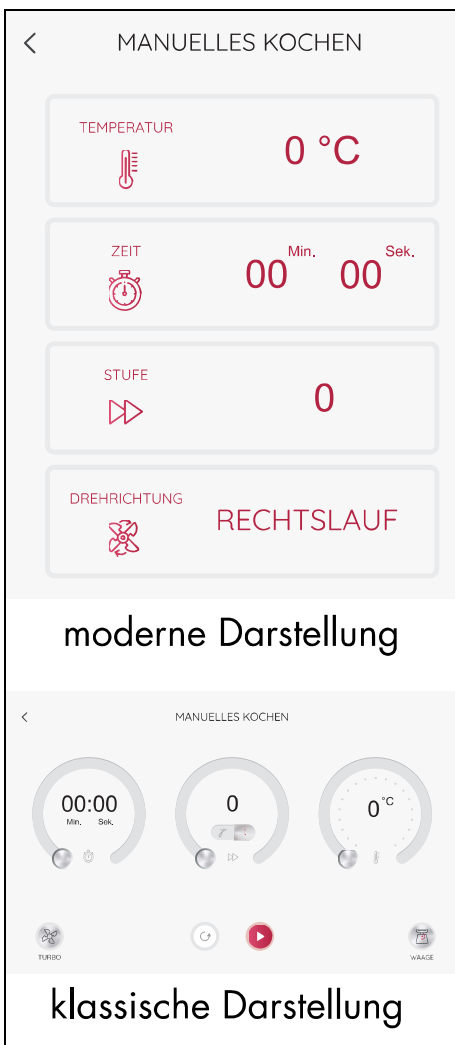 MANUELLES KOCHEN
TEMPERATUR
0 °C
ZEIT
00 Min. 00 Sek.
STUFE
0
DREHRICHTUNG
RECHTSLAUF
moderne Darstellung
MANUELLES KOCHEN
00:00
Min. Sek.
0
0 °C
TURBO
WAAGE
klassische Darstellung